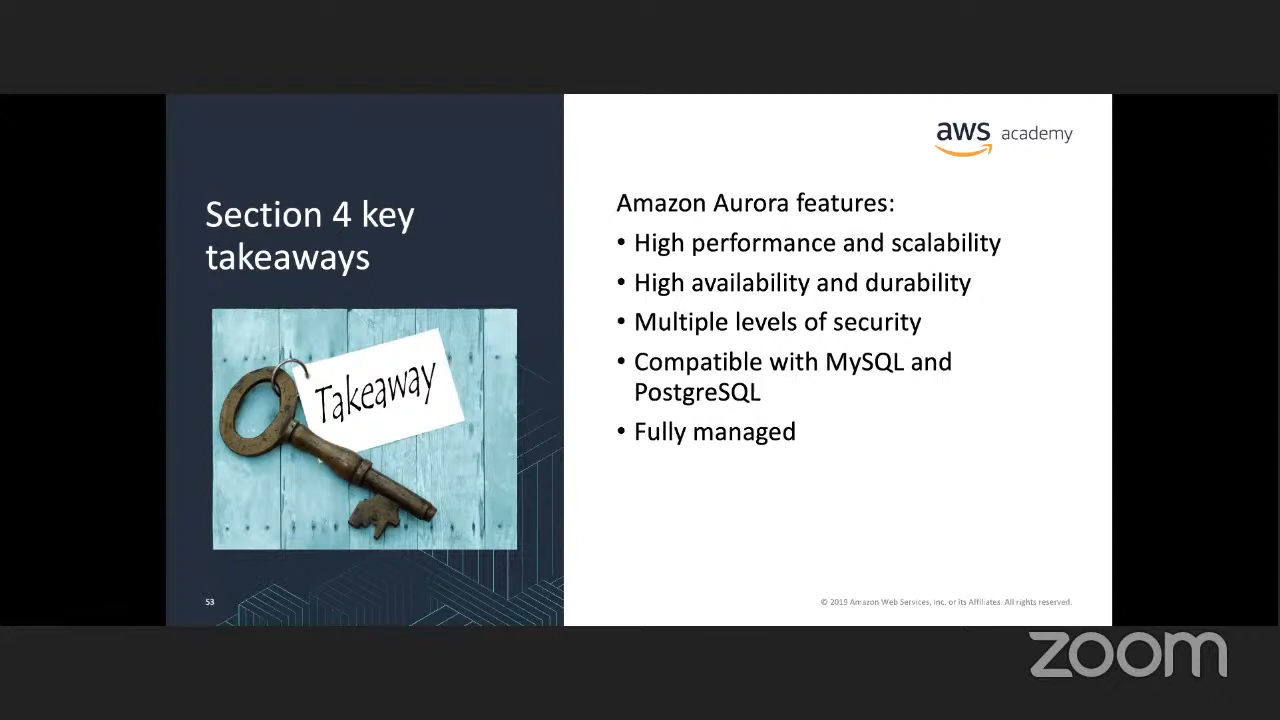 aws academy
Section 4 key
takeaways
Takeaway
Amazon Aurora features:
• High performance and scalability
• High availability and durability
• Multiple levels of security
• Compatible with MySQL and
PostgreSQL
• Fully managed
53
© 2019 Amazon Web Services, Inc. or its Affiliates. All rights reserved.
zoom